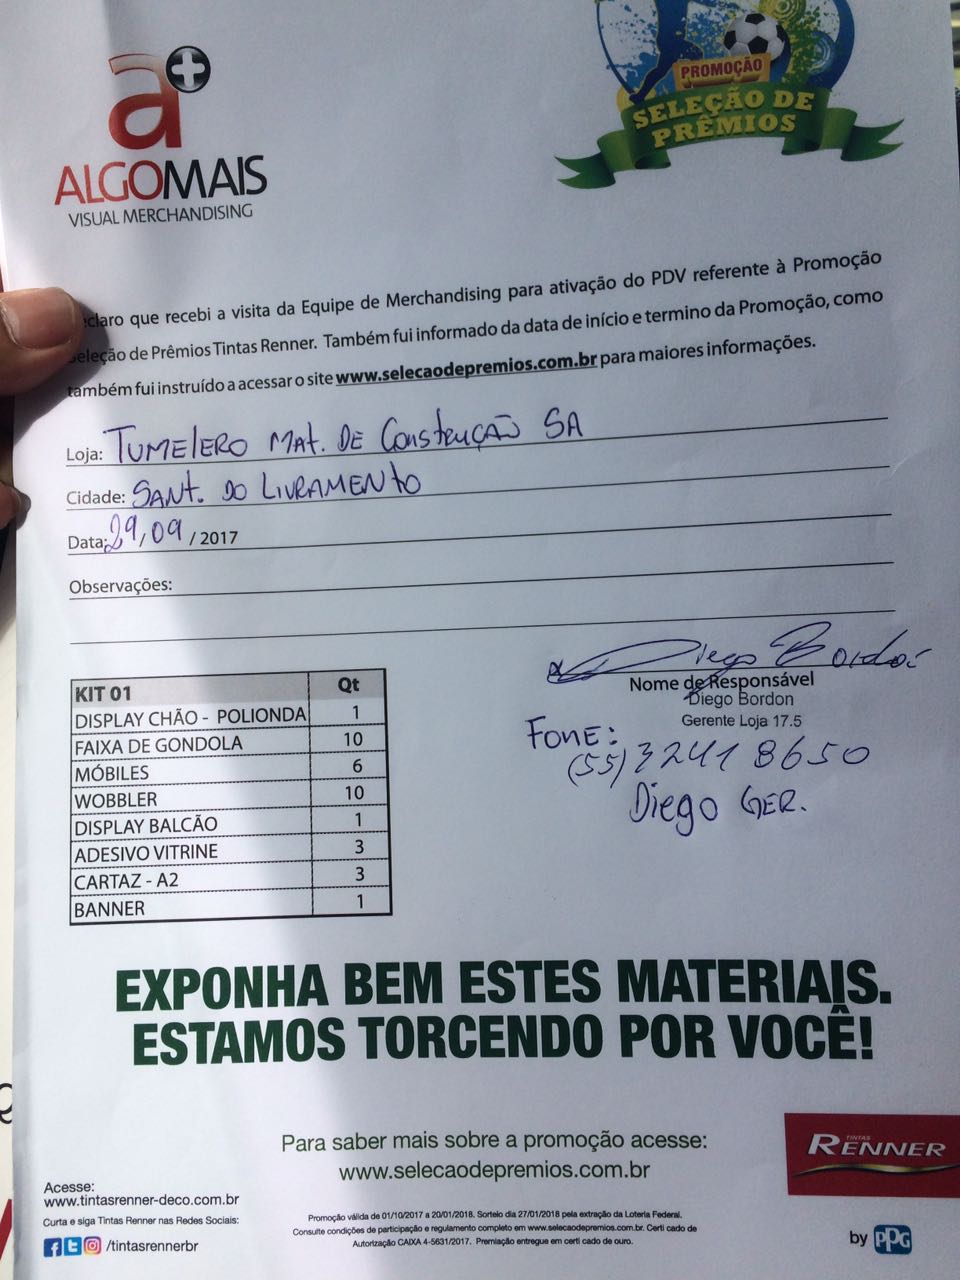 a+
ALGOMAIS
VISUAL MERCHANDISING
PROMOÇÃO
SELEÇÃO DE
PRÊMIOS
eclaro que recebi a visita da Equipe de Merchandising para ativação do PDV referente à Promoção
Seleção de Prêmios Tintas Renner. Também fui informado da data de início e termino da Promoção, como
também fui instruído a acessar o site www.selecaodepremios.com.br para maiores informações.
Loja: TUMELERO MAT. DE CONSTRUÇÃO SA
Cidade: SANT. DO LIVRAMENTO
Data: 29/09 / 2017
Observações:
Diego Bordon
Nome de Responsável
Diego Bordon
Gerente Loja 17.5
FONE:
(55) 3241 8650
Diego GER.
KIT 01 Qt
DISPLAY CHÃO - POLIONDA 1
FAIXA DE GONDOLA 10
MÓBILES 6
WOBBLER 10
DISPLAY BALCÃO 1
ADESIVO VITRINE 3
CARTAZ - A2 3
BANNER 1
EXPONHA BEM ESTES MATERIAIS.
ESTAMOS TORCENDO POR VOCÊ!
Para saber mais sobre a promoção acesse:
www.selecaodepremios.com.br
TINTAS
RENNER
Acesse:
www.tintasrenner-deco.com.br
Curta e siga Tintas Renner nas Redes Sociais:
/tintasrennerbr
Promoção válida de 01/10/2017 a 20/01/2018. Sorteio dia 27/01/2018 pela extração da Loteria Federal.
Consulte condições de participação e regulamento completo em www.selecaodepremios.com.br. Certi cado de
Autorização CAIXA 4-5631/2017. Premiação entregue em certi cado de ouro.
by PPG